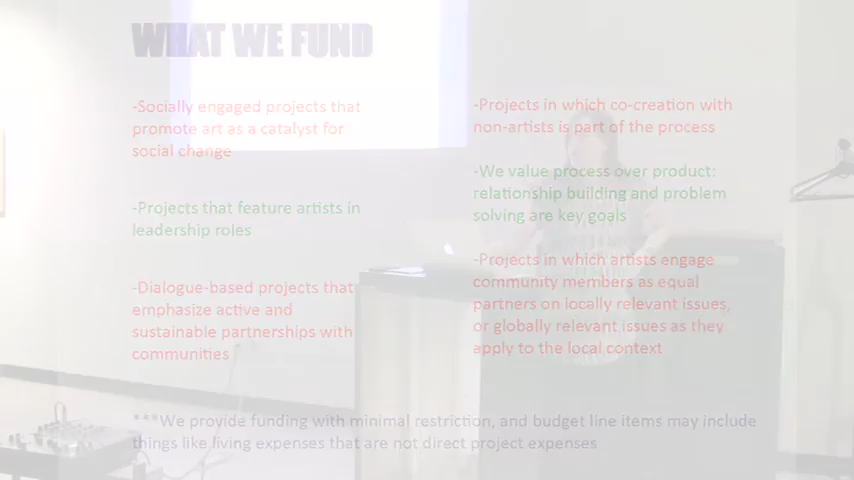 WHAT WE FUND
-Socially engaged projects that
promote art as a catalyst for
social change
-Projects that feature artists in
leadership roles
-Dialogue-based projects that
emphasize active and
sustainable partnerships with
communities
-Projects in which co-creation with
non-artists is part of the process
-We value process over product:
relationship building and problem
solving are key goals
-Projects in which artists engage
community members as equal
partners on locally relevant issues,
or globally relevant issues as they
apply to the local context
***We provide funding with minimal restriction, and budget line items may include
things like living expenses that are not direct project expenses